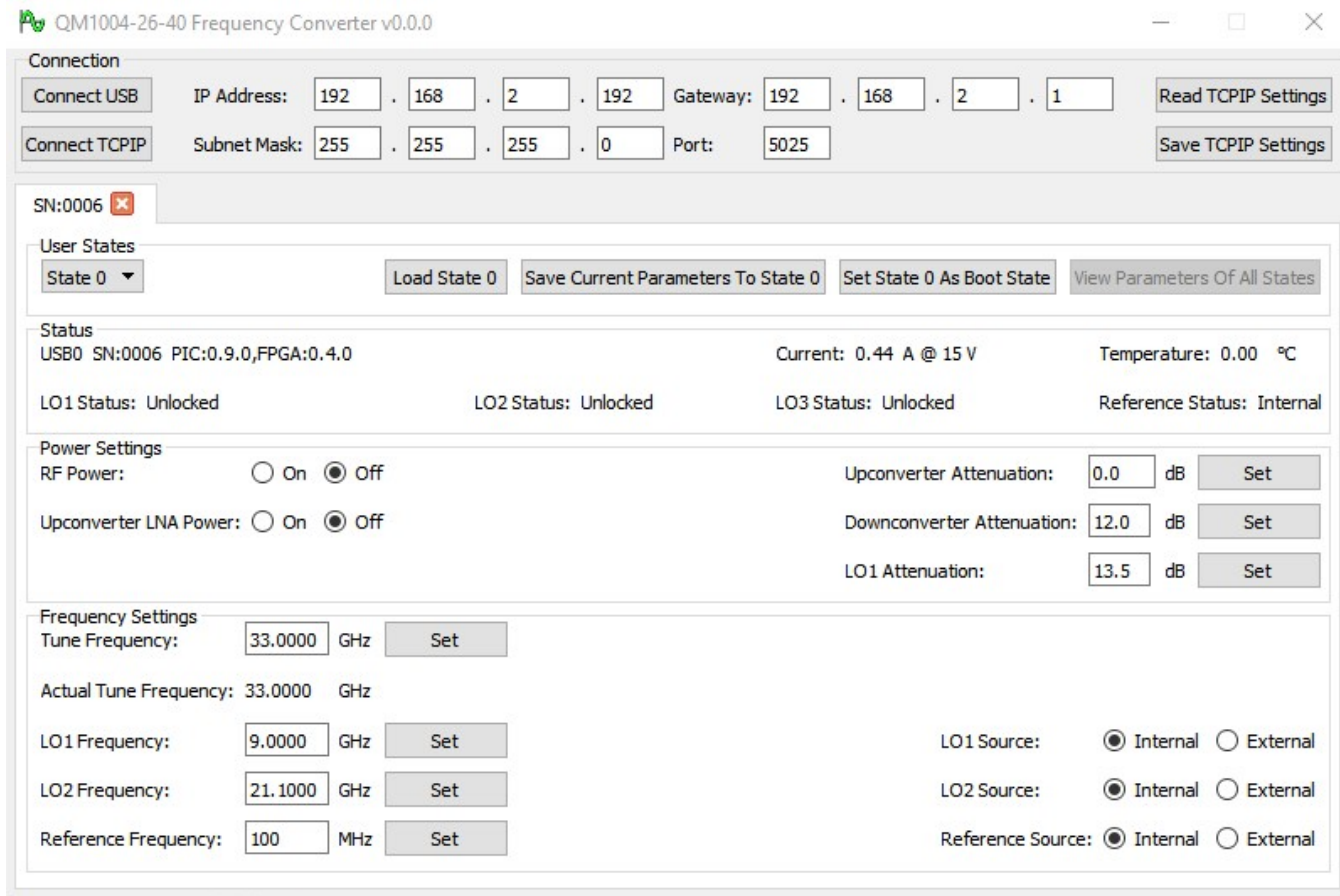 QM1004-26-40 Frequency Converter v0.0.0
Connection
Connect USB IP Address: 192 . 168 . 2 . 192 Gateway: 192 . 168 . 2 . 1 Read TCPIP Settings
Connect TCPIP Subnet Mask: 255 . 255 . 255 . 0 Port: 5025 Save TCPIP Settings
SN:0006
User States
State 0 Load State 0 Save Current Parameters To State 0 Set State 0 As Boot State View Parameters Of All States
Status
USB0 SN:0006 PIC:0.9.0,FPGA:0.4.0 Current: 0.44 A @ 15 V Temperature: 0.00 ºC
LO1 Status: Unlocked LO2 Status: Unlocked LO3 Status: Unlocked Reference Status: Internal
Power Settings
RF Power: On Off Upconverter Attenuation: 0.0 dB Set
Upconverter LNA Power: On Off Downconverter Attenuation: 12.0 dB Set
LO1 Attenuation: 13.5 dB Set
Frequency Settings
Tune Frequency: 33.0000 GHz Set
Actual Tune Frequency: 33.0000 GHz
LO1 Frequency: 9.0000 GHz Set LO1 Source: Internal External
LO2 Frequency: 21.1000 GHz Set LO2 Source: Internal External
Reference Frequency: 100 MHz Set Reference Source: Internal External